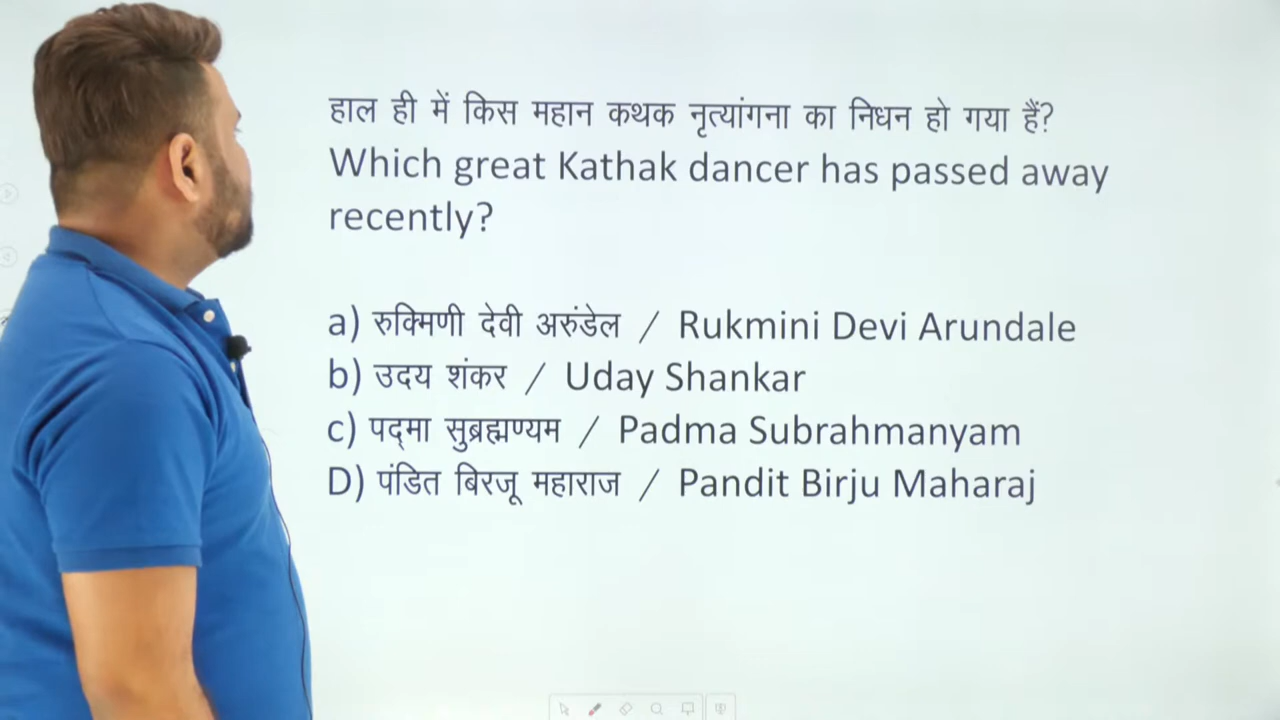 हाल ही में किस महान कथक नृत्यांगना का निधन हो गया हैं?
Which great Kathak dancer has passed away
recently?
a) रुक्मिणी देवी अरुंडेल / Rukmini Devi Arundale
b) उदय शंकर / Uday Shankar
c) पद्मा सुब्रह्मण्यम / Padma Subrahmanyam
D) पंडित बिरजू महाराज / Pandit Birju Maharaj